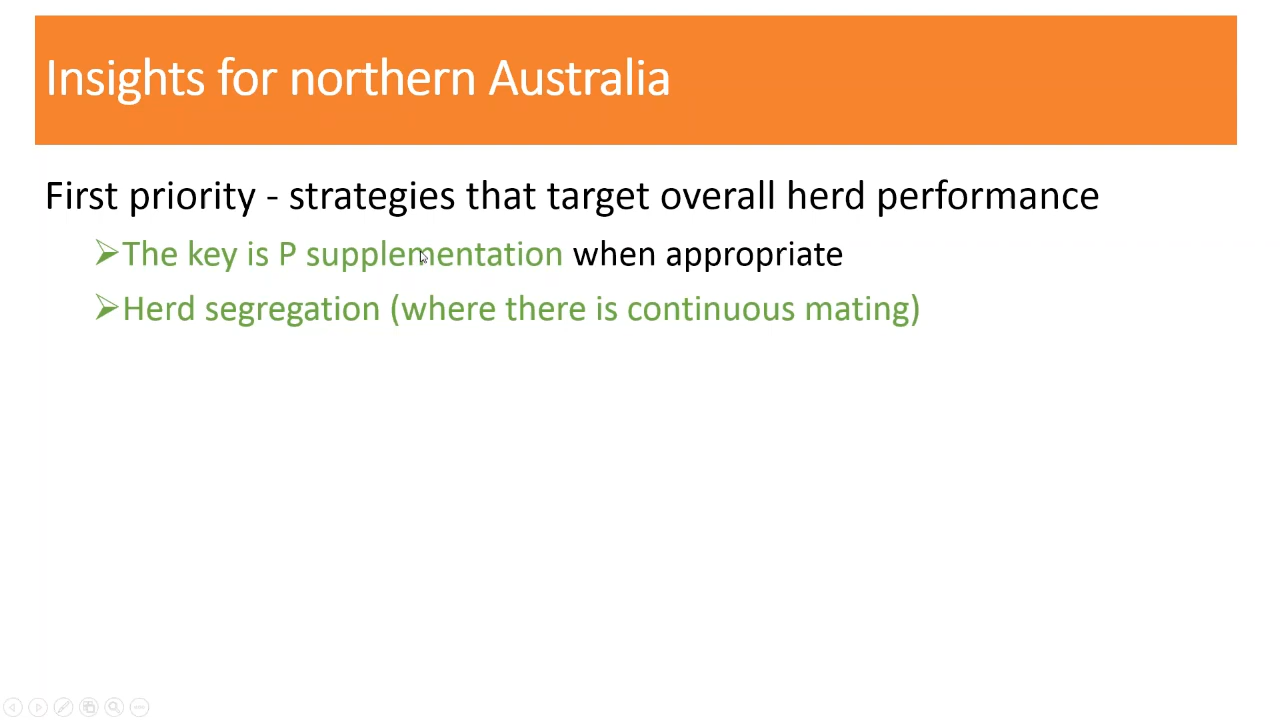 Insights for northern Australia
First priority - strategies that target overall herd performance
➢The key is P supplementation when appropriate
➢Herd segregation (where there is continuous mating)